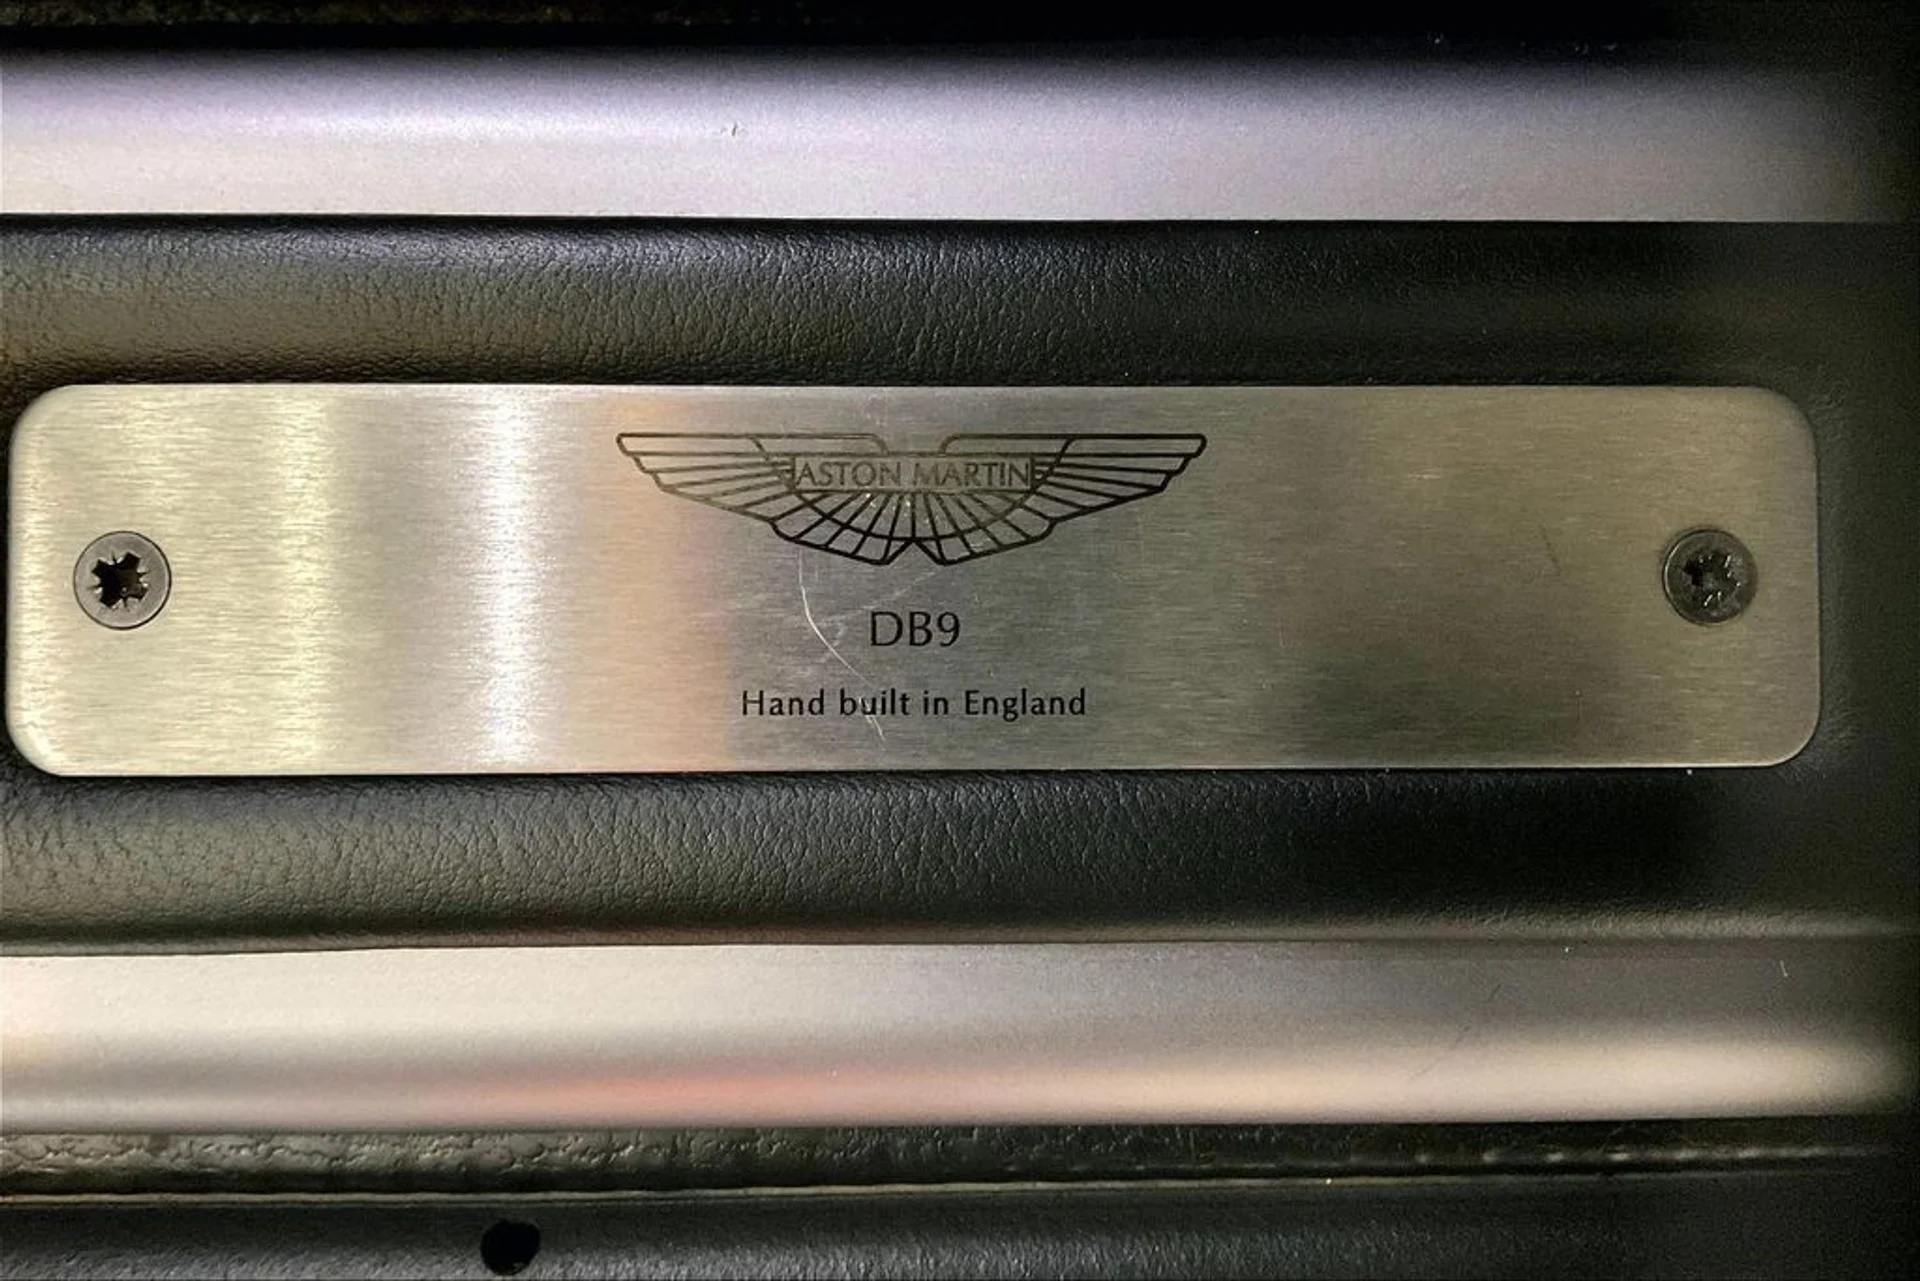 ASTON MARTIN
DB9
Hand built in England